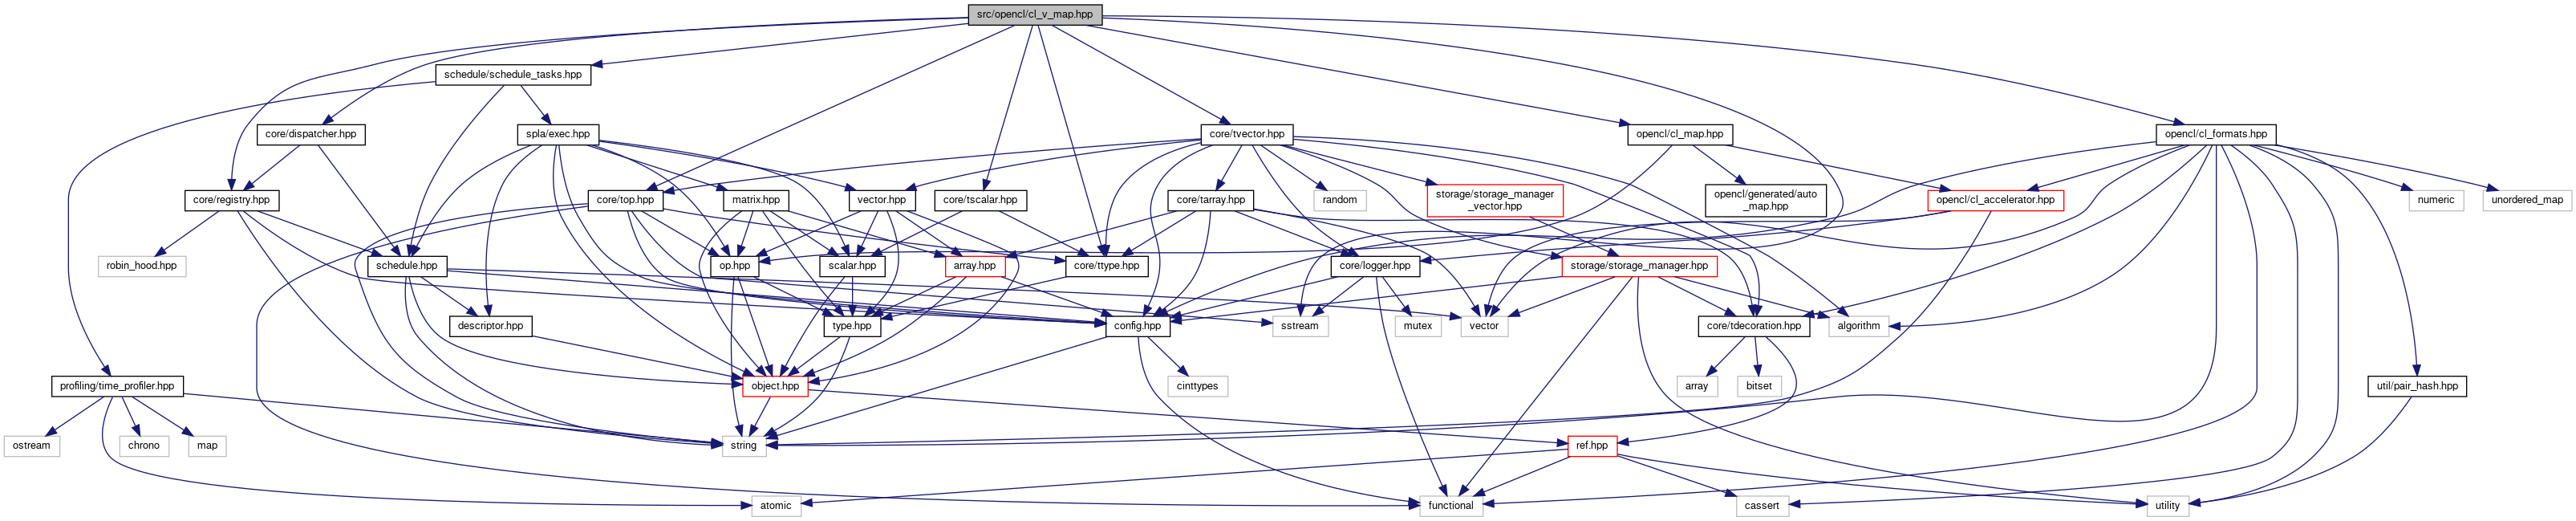 src/opencl/cl_v_map.hpp
schedule/schedule_tasks.hpp
core/dispatcher.hpp
spla/exec.hpp
core/tvector.hpp
opencl/cl_map.hpp
opencl/cl_formats.hpp
core/registry.hpp
core/top.hpp
matrix.hpp
vector.hpp
core/tscalar.hpp
core/tarray.hpp
random
storage/storage_manager
_vector.hpp
opencl/generated/auto
_map.hpp
opencl/cl_accelerator.hpp
numeric
unordered_map
robin_hood.hpp
schedule.hpp
op.hpp
scalar.hpp
array.hpp
core/ttype.hpp
core/logger.hpp
storage/storage_manager.hpp
descriptor.hpp
type.hpp
config.hpp
sstream
mutex
vector
core/tdecoration.hpp
algorithm
profiling/time_profiler.hpp
object.hpp
cinttypes
array
bitset
util/pair_hash.hpp
ostream
chrono
map
string
ref.hpp
atomic
functional
cassert
utility